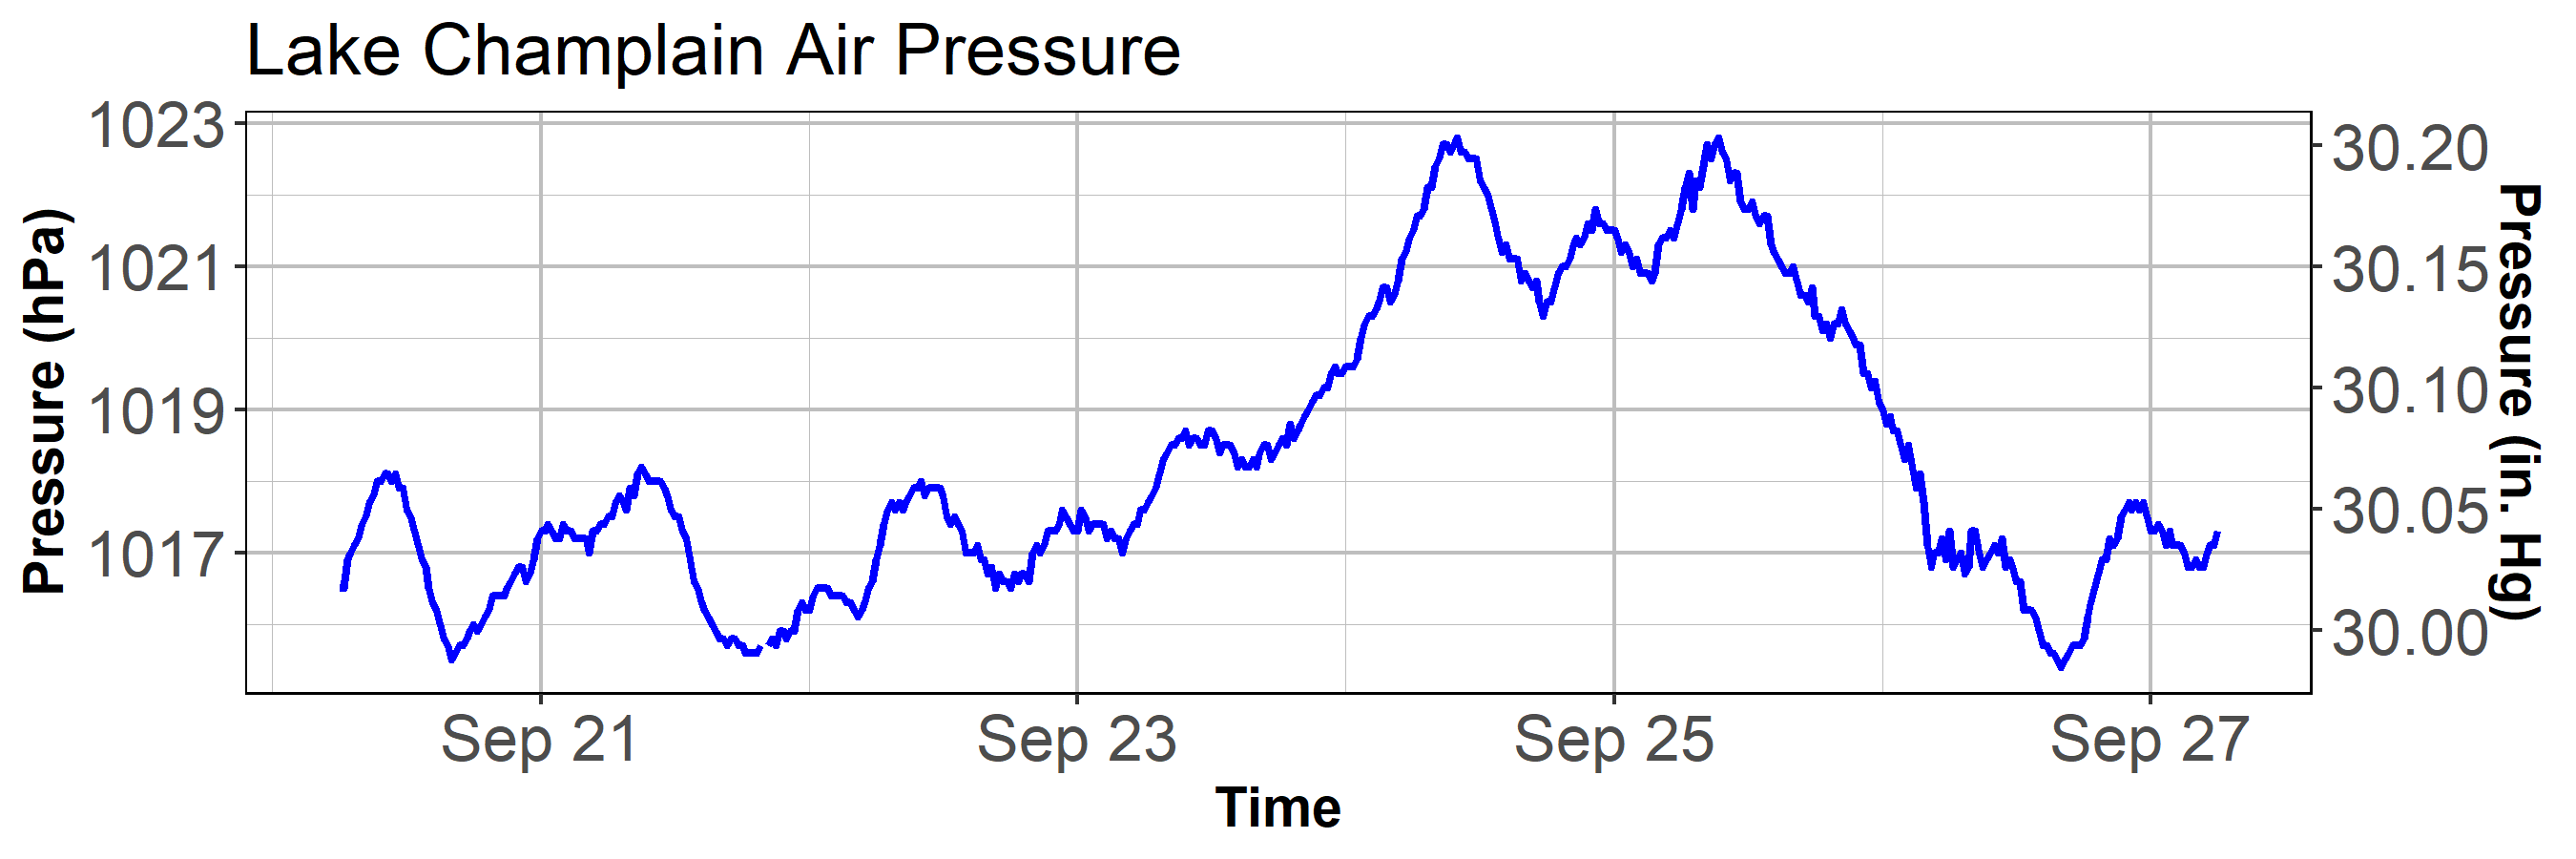 Lake Champlain Air Pressure
Pressure (hPa)
1023
1021
1019
1017
30.20
30.15
30.10
30.05
30.00
Pressure (in. Hg)
Sep 21 Sep 23 Sep 25 Sep 27
Time